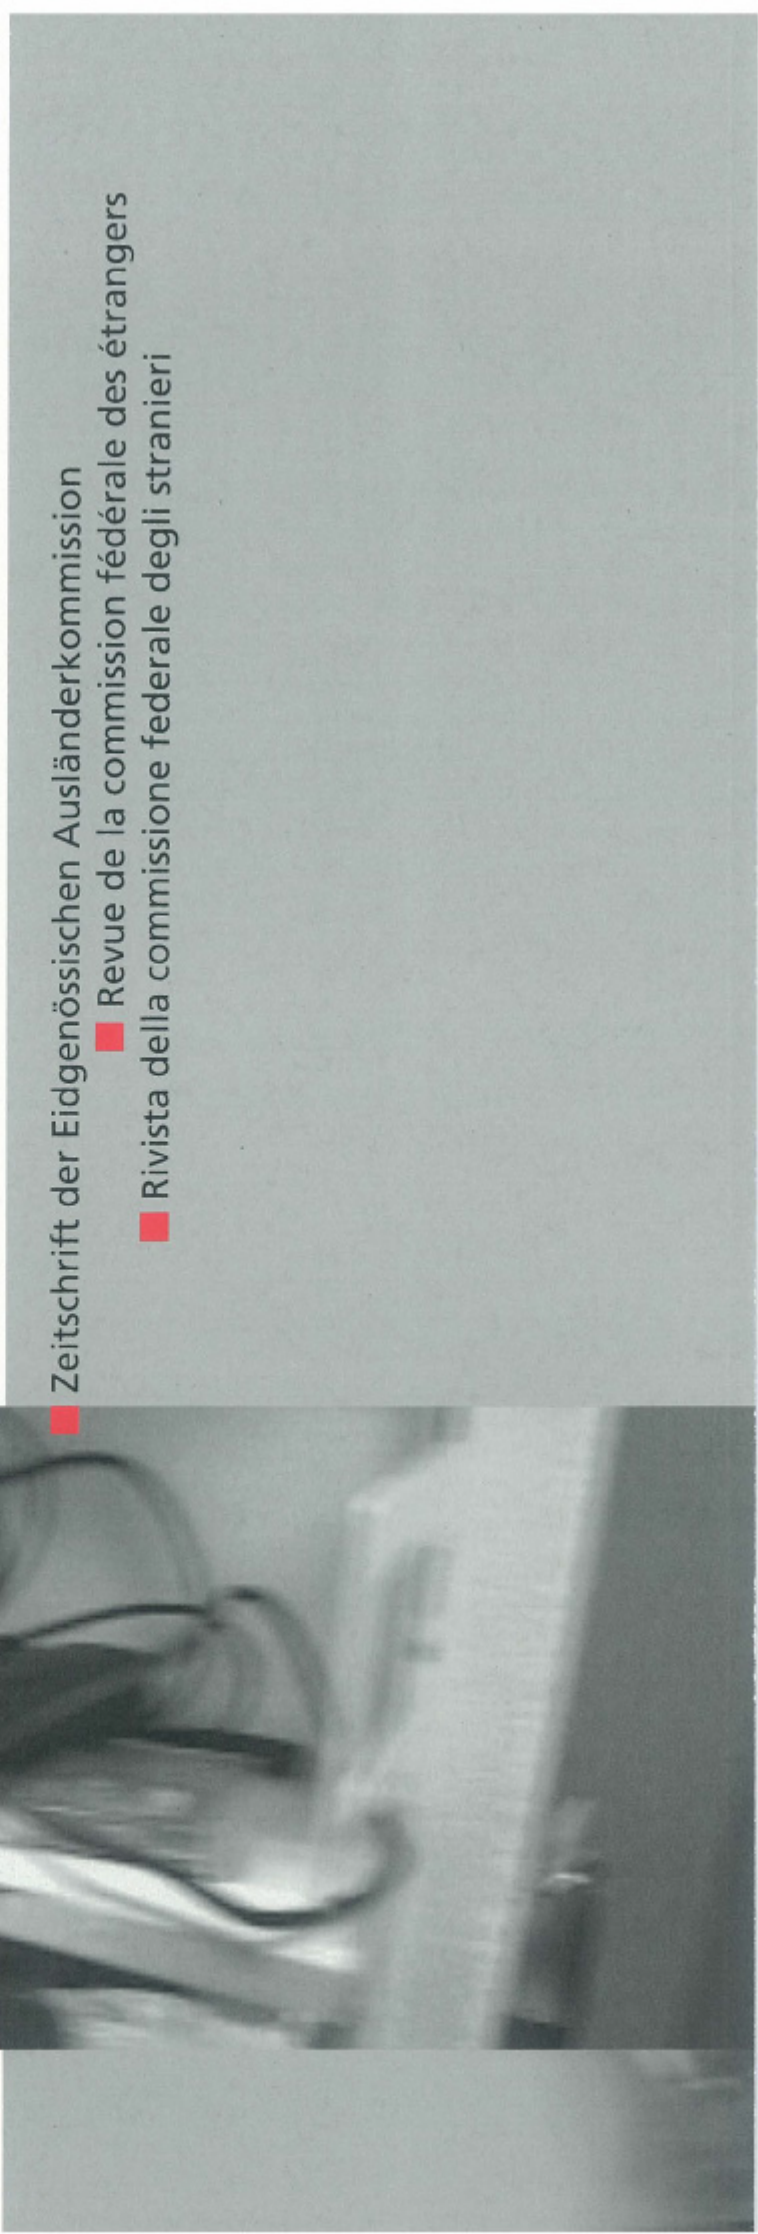 Zeitschrift der Eidgenössischen Ausländerkommission
Revue de la commission fédérale des étrangers
Rivista della commissione federale degli stranieri